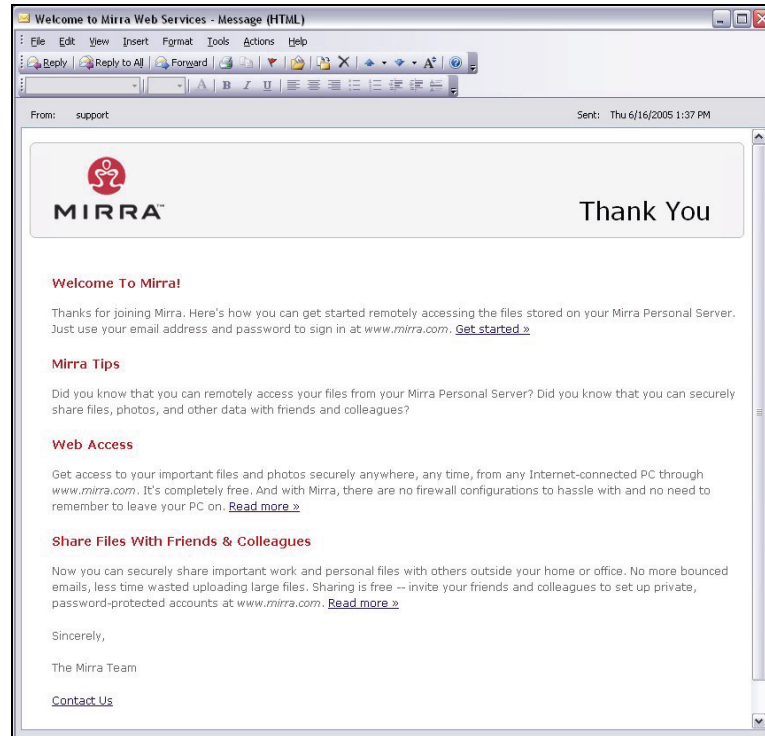 Welcome to Mirra Web Services - Message (HTML)
File Edit View Insert Format Tools Actions Help
Reply Reply to All Forward
A B I U
From: support Sent: Thu 6/16/2005 1:37 PM
MIRRA™
Thank You
Welcome To Mirra!
Thanks for joining Mirra. Here's how you can get started remotely accessing the files stored on your Mirra Personal Server.
Just use your email address and password to sign in at www.mirra.com. Get started »
Mirra Tips
Did you know that you can remotely access your files from your Mirra Personal Server? Did you know that you can securely
share files, photos, and other data with friends and colleagues?
Web Access
Get access to your important files and photos securely anywhere, any time, from any Internet-connected PC through
www.mirra.com. It's completely free. And with Mirra, there are no firewall configurations to hassle with and no need to
remember to leave your PC on. Read more »
Share Files With Friends & Colleagues
Now you can securely share important work and personal files with others outside your home or office. No more bounced
emails, less time wasted uploading large files. Sharing is free -- invite your friends and colleagues to set up private,
password-protected accounts at www.mirra.com. Read more »
Sincerely,
The Mirra Team
Contact Us